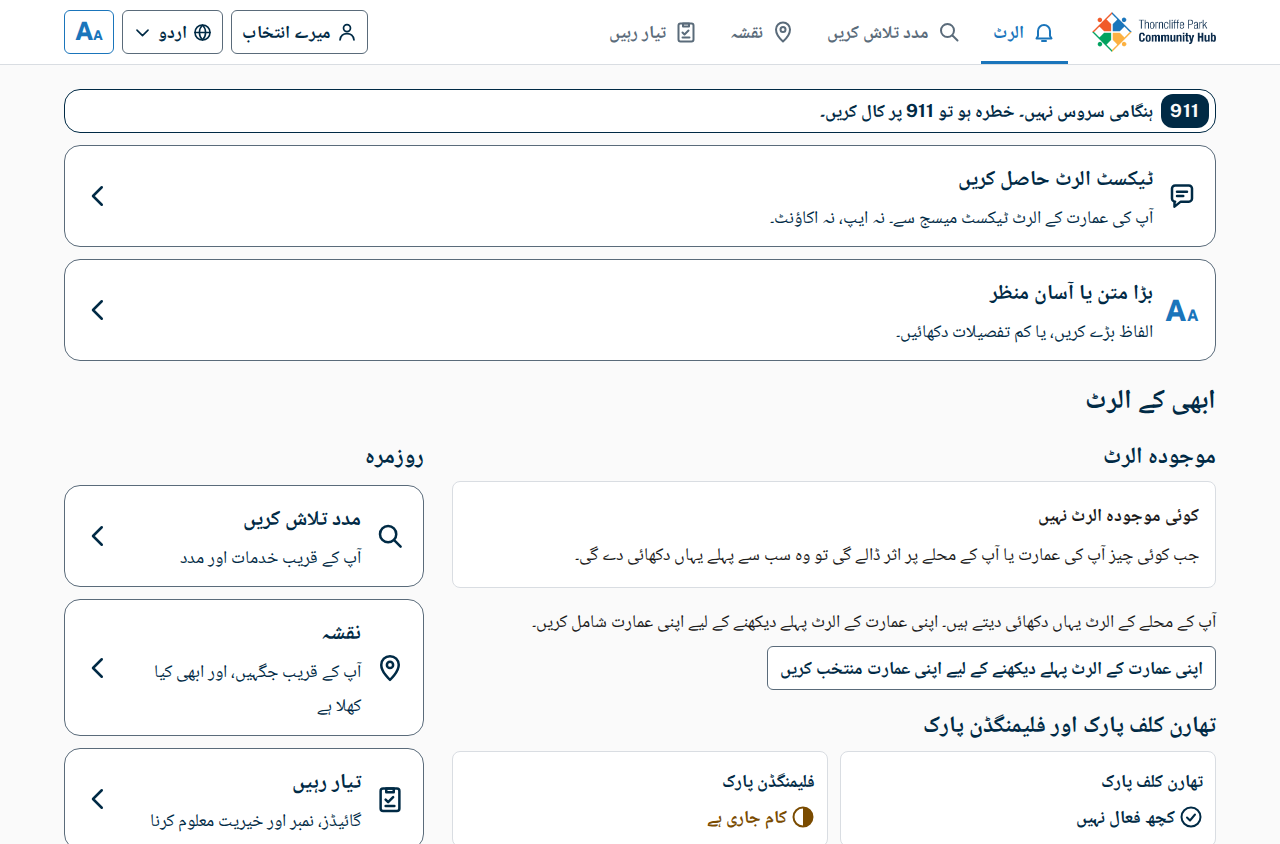 Thorncliffe Park
Community Hub
الرٹ
مدد تلاش کریں
نقشہ
تیار رہیں
میرے انتخاب
اردو
AA
911 ہنگامی سروس نہیں۔ خطرہ ہو تو 911 پر کال کریں۔
ٹیکسٹ الرٹ حاصل کریں
آپ کی عمارت کے الرٹ ٹیکسٹ میسج سے۔ نہ ایپ، نہ اکاؤنٹ۔
AA
بڑا متن یا آسان منظر
الفاظ بڑے کریں، یا کم تفصیلات دکھائیں۔
ابھی کے الرٹ
موجودہ الرٹ
کوئی موجودہ الرٹ نہیں
جب کوئی چیز آپ کی عمارت یا آپ کے محلے پر اثر ڈالے گی تو وہ سب سے پہلے یہاں دکھائی دے گی۔
آپ کے محلے کے الرٹ یہاں دکھائی دیتے ہیں۔ اپنی عمارت کے الرٹ پہلے دیکھنے کے لیے اپنی عمارت شامل کریں۔
اپنی عمارت کے الرٹ پہلے دیکھنے کے لیے اپنی عمارت منتخب کریں
تھارن کلف پارک اور فلیمنگڈن پارک
تھارن کلف پارک
کچھ فعال نہیں
فلیمنگڈن پارک
کام جاری ہے
روزمرہ
مدد تلاش کریں
آپ کے قریب خدمات اور مدد
نقشہ
آپ کے قریب جگہیں، اور ابھی کیا
کھلا ہے
تیار رہیں
گائیڈز، نمبر اور خیریت معلوم کرنا